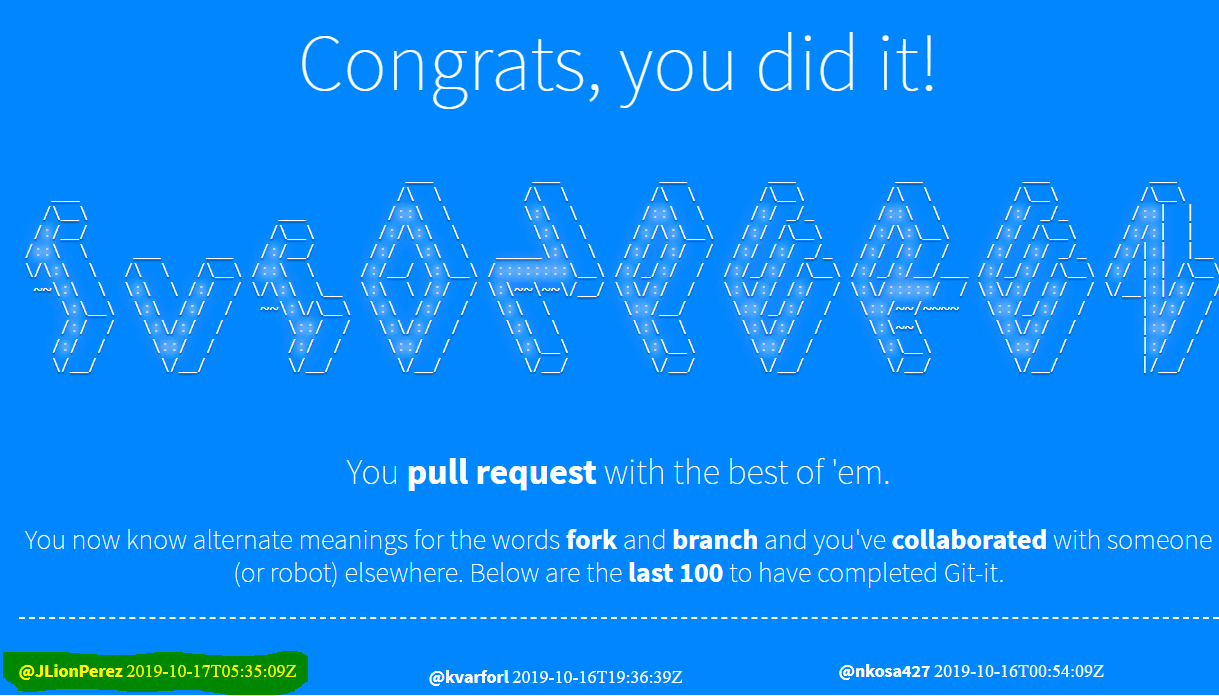 Congrats, you did it!
You pull request with the best of 'em.
You now know alternate meanings for the words fork and branch and you've collaborated with someone
(or robot) elsewhere. Below are the last 100 to have completed Git-it.
@JLionPerez 2019-10-17T05:35:09Z
@kvarforl 2019-10-16T19:36:39Z
@nkosa427 2019-10-16T00:54:09Z